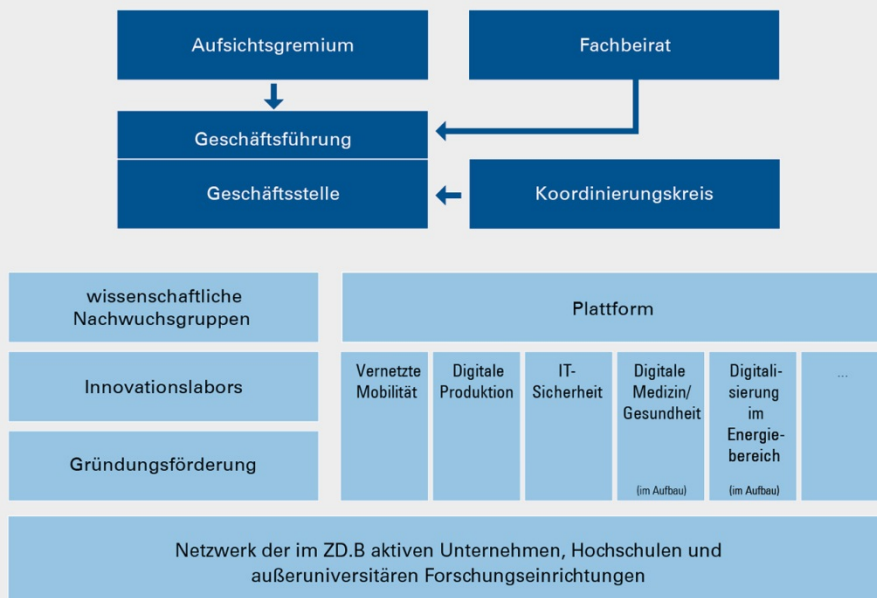 Aufsichtsgremium
Fachbeirat
Geschäftsführung
Geschäftsstelle
Koordinierungskreis
wissenschaftliche
Nachwuchsgruppen
Innovationslabors
Gründungsförderung
Plattform
Vernetzte
Mobilität
Digitale
Produktion
IT-
Sicherheit
Digitale
Medizin/
Gesundheit
(im Aufbau)
Digitali-
sierung
im
Energie-
bereich
(im Aufbau)
...
Netzwerk der im ZD.B aktiven Unternehmen, Hochschulen und
außeruniversitären Forschungseinrichtungen